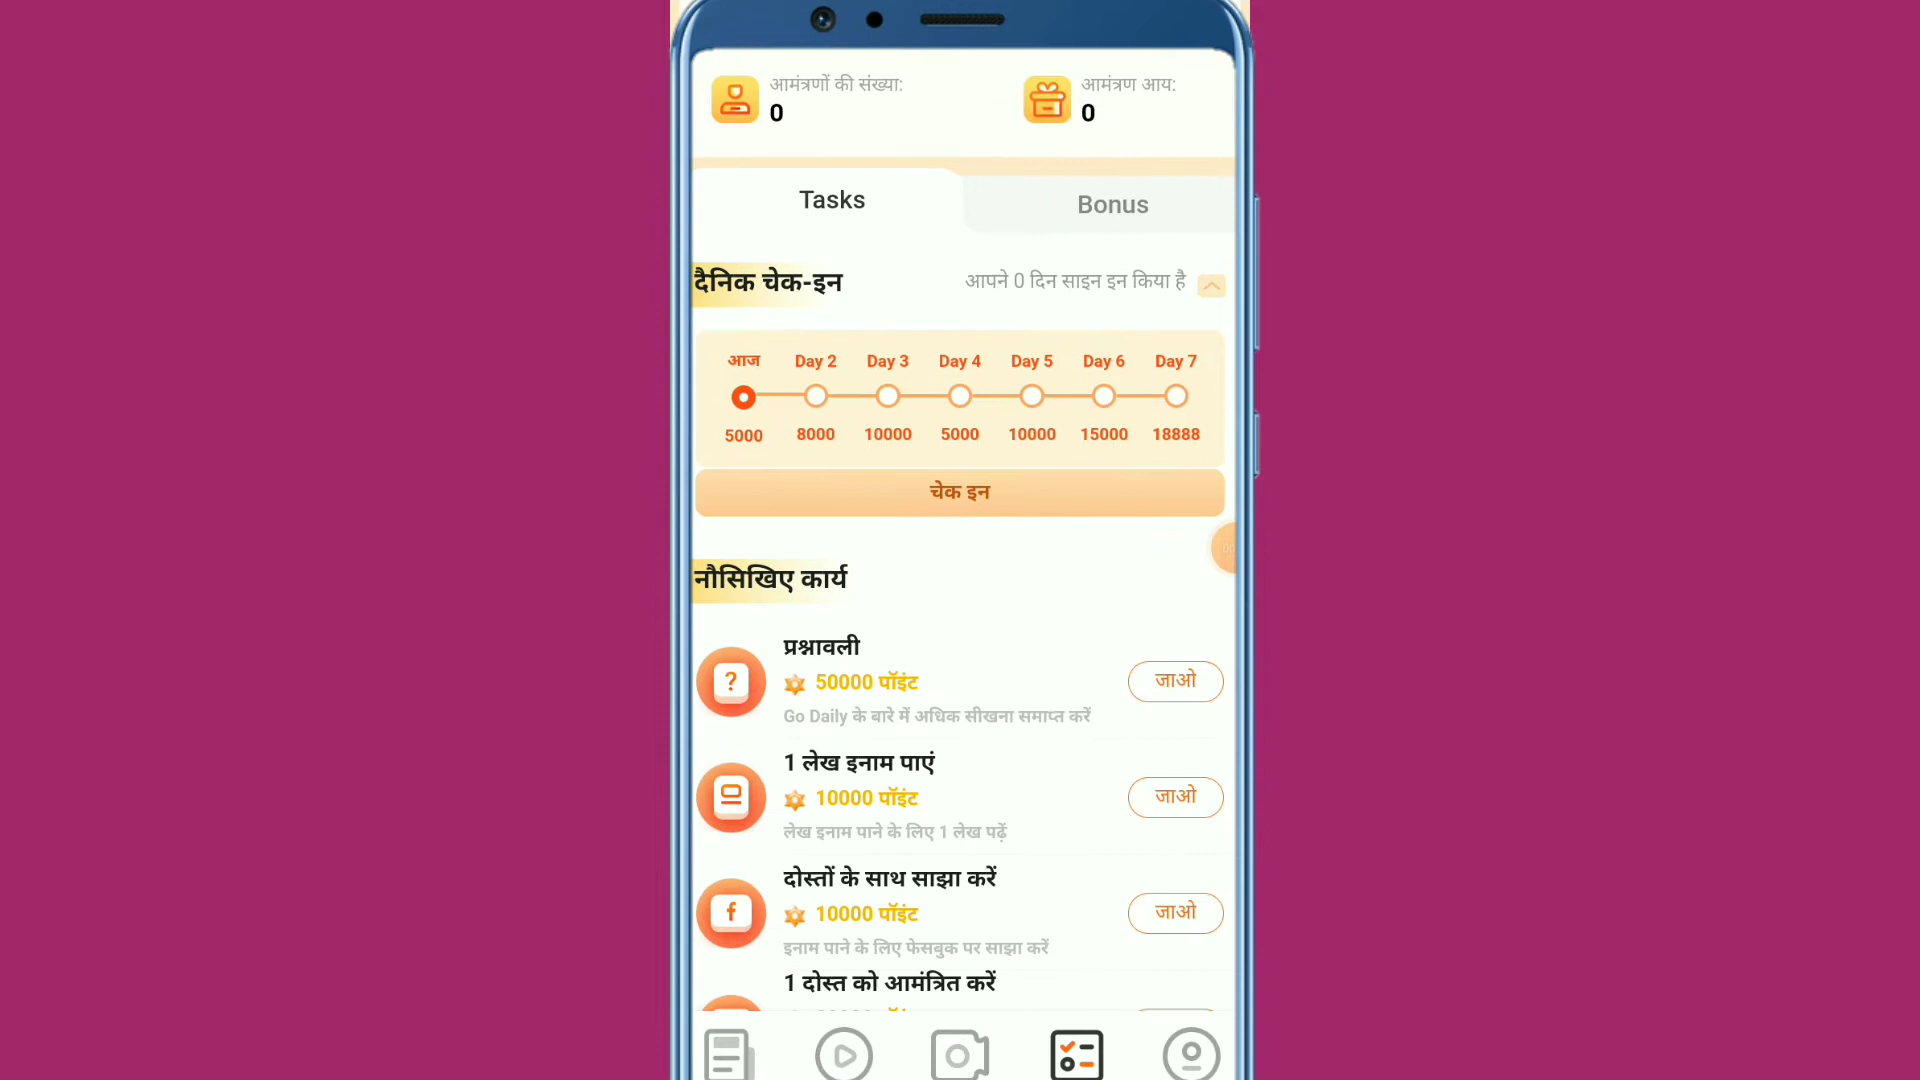 आमंत्रणों की संख्या:
0
आमंत्रण आय:
0
Tasks
Bonus
दैनिक चेक-इन
आपने 0 दिन साइन इन किया है
आज Day 2 Day 3 Day 4 Day 5 Day 6 Day 7
5000 8000 10000 5000 10000 15000 18888
चेक इन
नौसिखिए कार्य
प्रश्नावली
50000 पॉइंट
जाओ
Go Daily के बारे में अधिक सीखना समाप्त करें
1 लेख इनाम पाएं
10000 पॉइंट
जाओ
लेख इनाम पाने के लिए 1 लेख पढ़ें
दोस्तों के साथ साझा करें
10000 पॉइंट
जाओ
इनाम पाने के लिए फेसबुक पर साझा करें
1 दोस्त को आमंत्रित करें